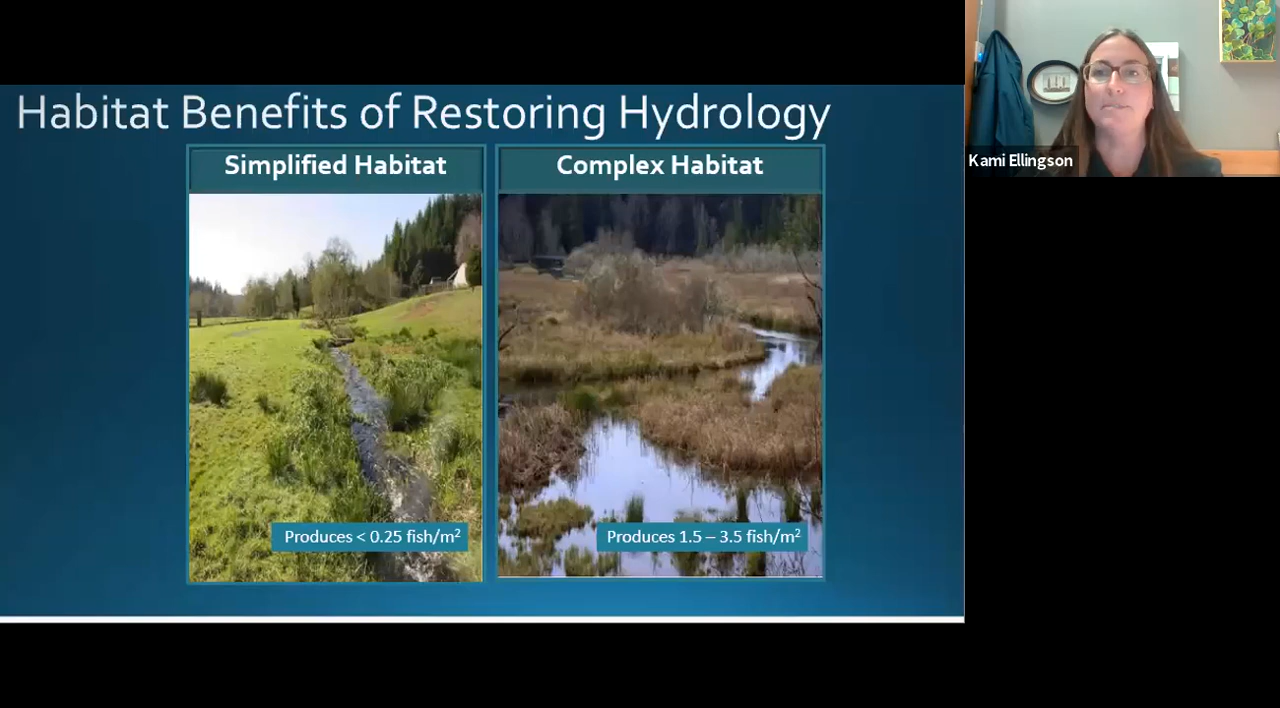 Habitat Benefits of Restoring Hydrology
Simplified Habitat
Complex Habitat
Produces < 0.25 fish/m²
Produces 1.5 – 3.5 fish/m²
Kami Ellingson